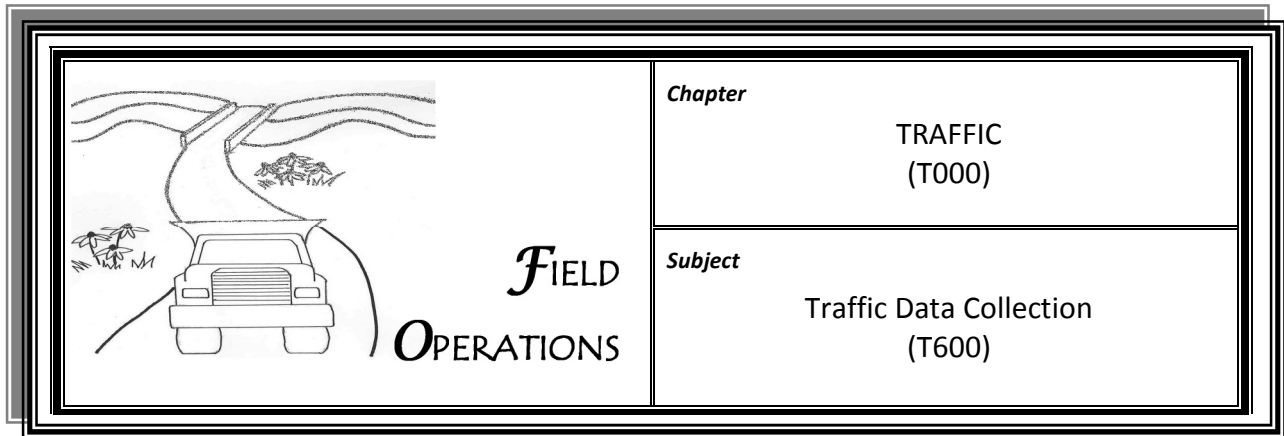 FIELD
OPERATIONS
Chapter
TRAFFIC
(T000)
Subject
Traffic Data Collection
(T600)